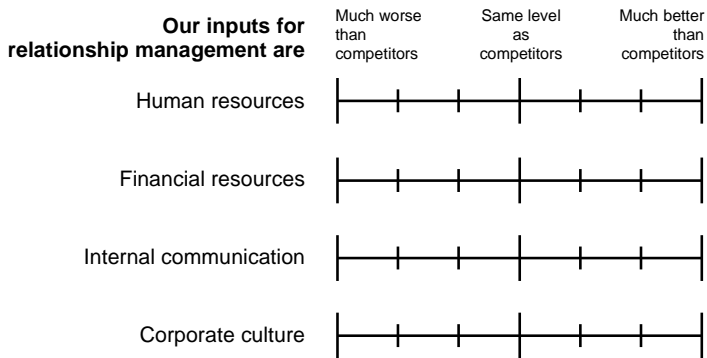 Our inputs for
relationship management are
Much worse
than
competitors
Same level
as
competitors
Much better
than
competitors
Human resources
Financial resources
Internal communication
Corporate culture